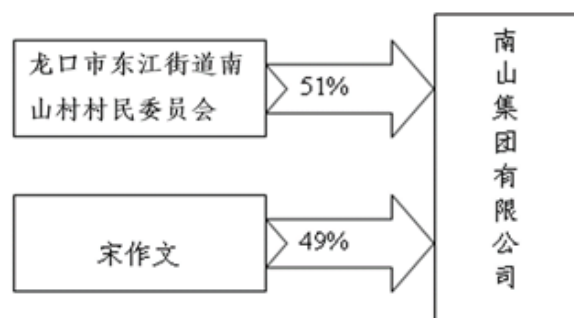 龙口市东江街道南
山村村民委员会
51%
宋作文
49%
南山集团有限公司